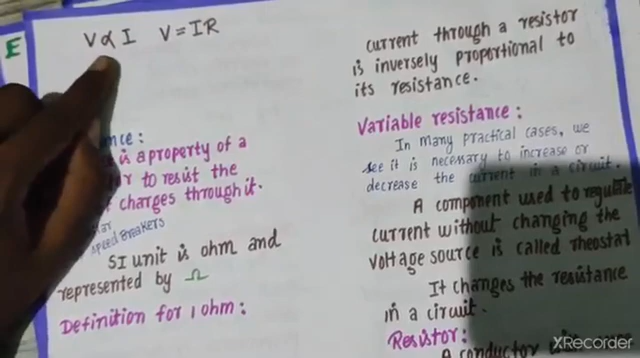 E
V ∝ I V = IR
nce:
is a property of a
to resist the
charges through it.
Speed Breakers
SI unit is ohm and
represented by Ω
Definition for 1 ohm:
current through a resistor
is inversely proportional to
its resistance.
Variable resistance:
In many practical cases, we
see it is necessary to increase or
decrease the current in a circuit.
A component used to regulate
current without changing the
voltage source is called rheostat
It changes the resistance
in a circuit.
Resistor:
A conductor
XRecorder